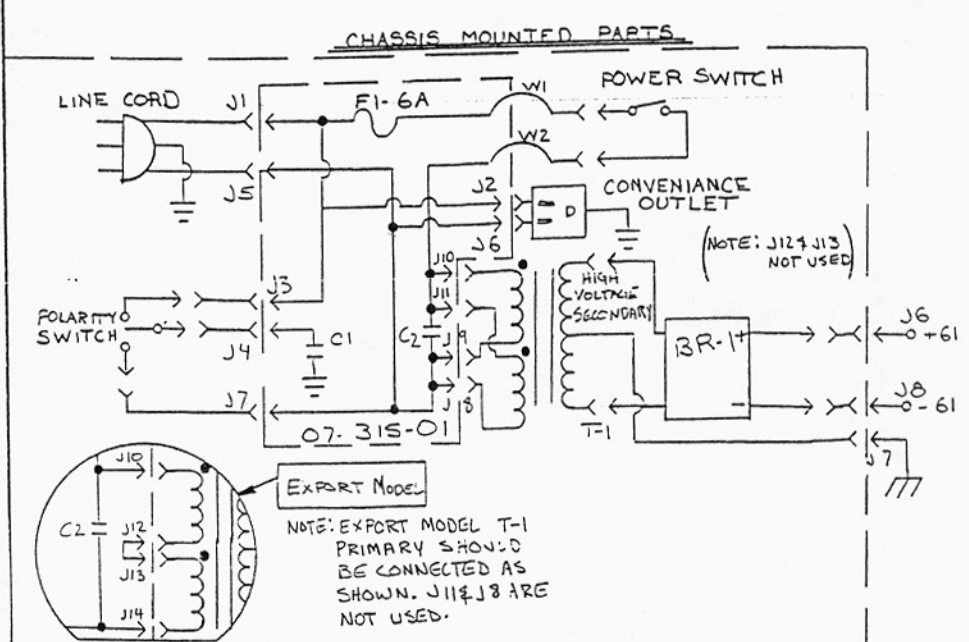 CHASSIS MOUNTED PARTS
LINE CORD
J1
F1-6A
W1
POWER SWITCH
W2
J5
J2
D
CONVENIANCE
OUTLET
J6
(NOTE: J12 & J13
NOT USED)
J10
J11
HIGH
VOLTAGE
SECONDARY
J3
POLARITY
SWITCH
J4
C1
C2
J9
BR-1
+
-
J6
+61
J8
-61
J7
J8
T-1
J7
07-315-01
J10
C2
J12
J13
J14
EXPORT MODEL
NOTE: EXPORT MODEL T-1
PRIMARY SHOULD
BE CONNECTED AS
SHOWN. J11 & J8 ARE
NOT USED.